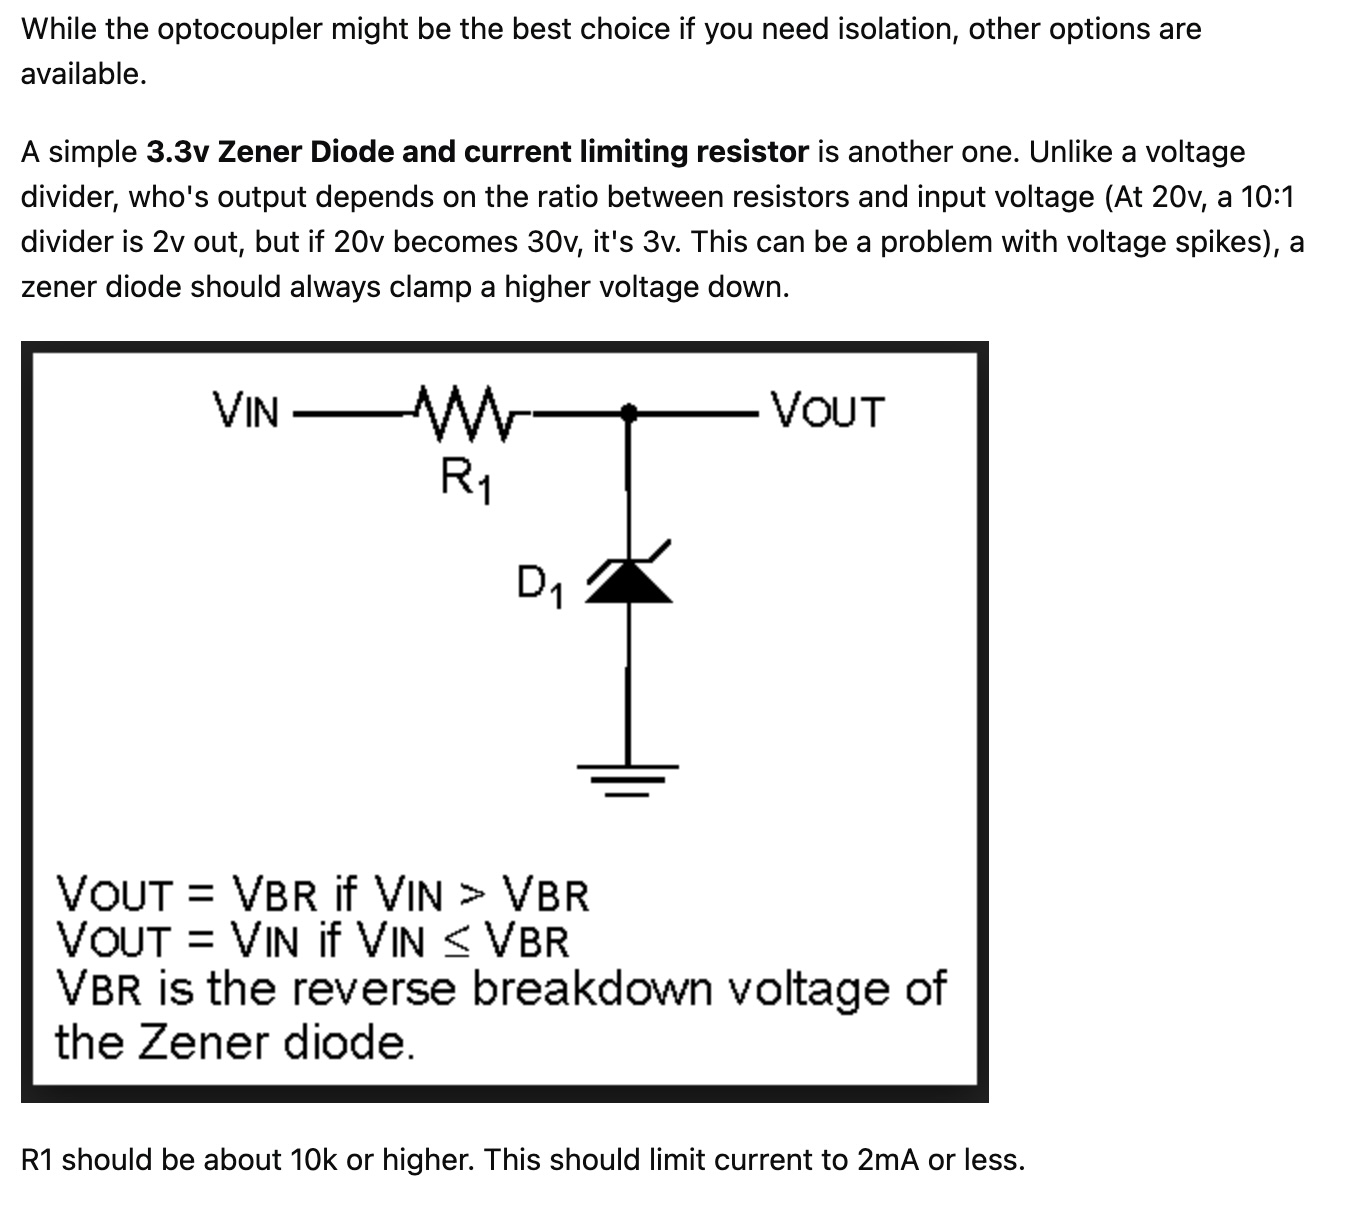 While the optocoupler might be the best choice if you need isolation, other options are
available.
A simple 3.3v Zener Diode and current limiting resistor is another one. Unlike a voltage
divider, who's output depends on the ratio between resistors and input voltage (At 20v, a 10:1
divider is 2v out, but if 20v becomes 30v, it's 3v. This can be a problem with voltage spikes), a
zener diode should always clamp a higher voltage down.
VIN VOUT
R1
D1
VOUT = VBR if VIN > VBR
VOUT = VIN if VIN ≤ VBR
VBR is the reverse breakdown voltage of
the Zener diode.
R1 should be about 10k or higher. This should limit current to 2mA or less.